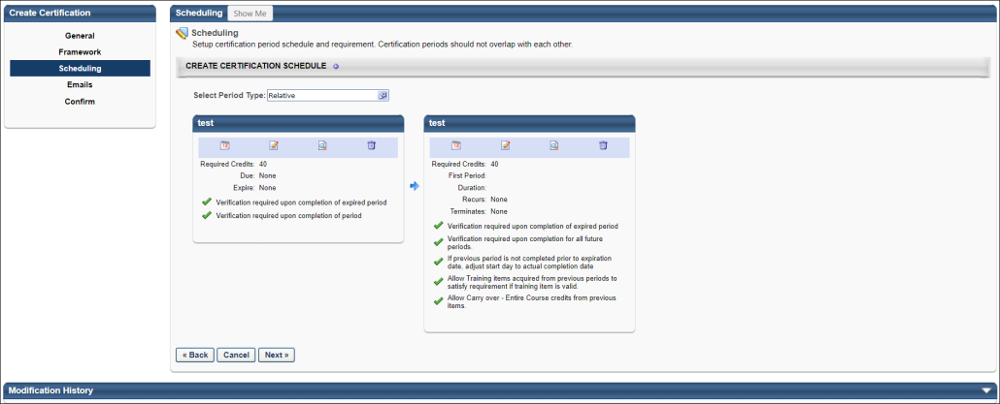 Create Certification
General
Framework
Scheduling
Emails
Confirm
Scheduling Show Me
Scheduling
Setup certification period schedule and requirement. Certification periods should not overlap with each other.
CREATE CERTIFICATION SCHEDULE
Select Period Type: Relative
test
Required Credits: 40
Due: None
Expire: None
Verification required upon completion of expired period
Verification required upon completion of period
test
Required Credits: 40
First Period:
Duration:
Recurs: None
Terminates: None
Verification required upon completion of expired period
Verification required upon completion for all future
periods.
If previous period is not completed prior to expiration
date, adjust start day to actual completion date
Allow Training items acquired from previous periods to
satisfy requirement if training item is valid.
Allow Carry over - Entire Course credits from previous
items.
« Back Cancel Next »
Modification History